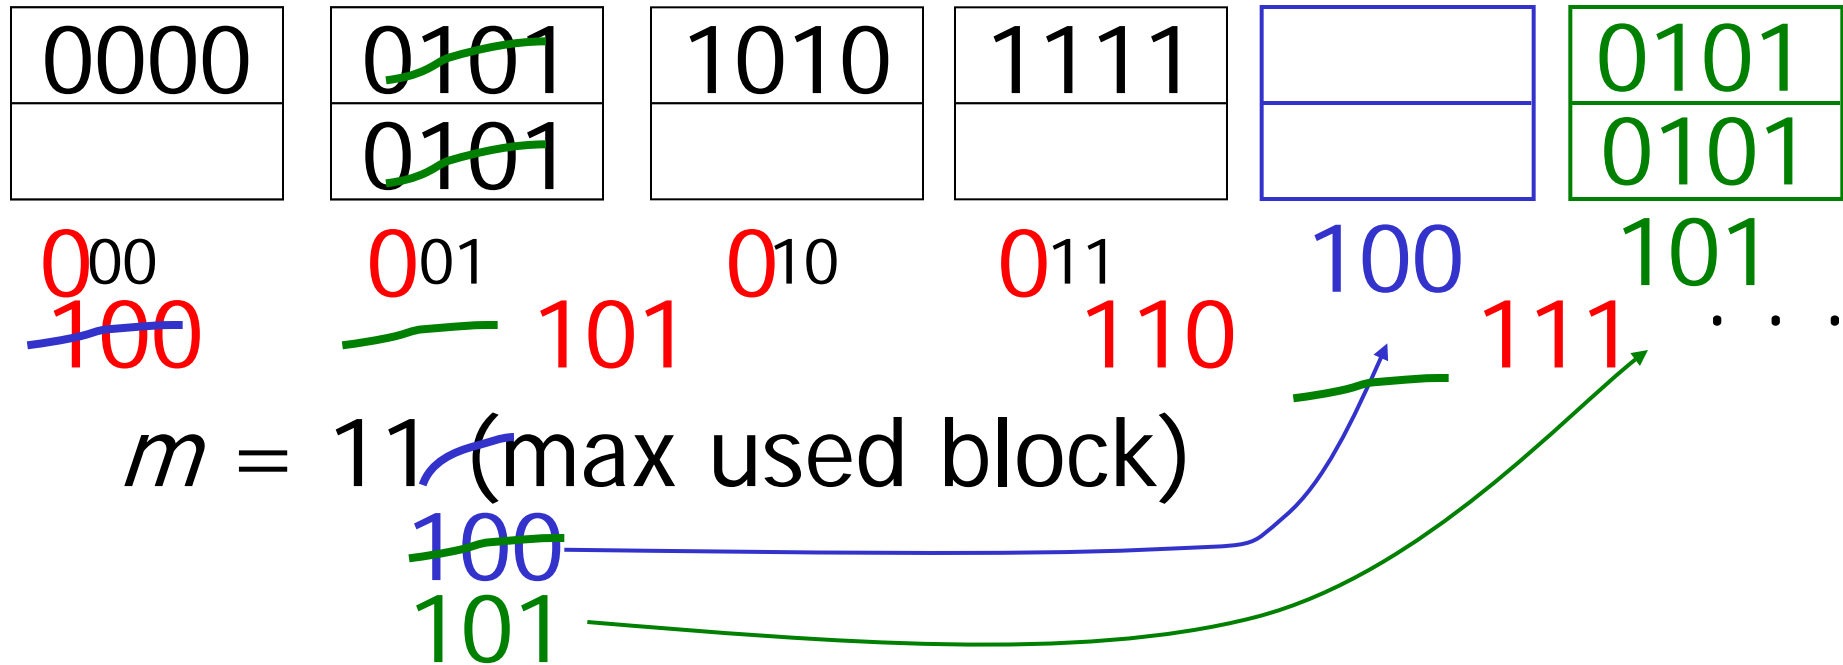 0000 0101 1010 1111 0101
0101 0101
000 001 010 011 100 101
100 101 110 111 . . .
m = 11 (max used block)
100
101